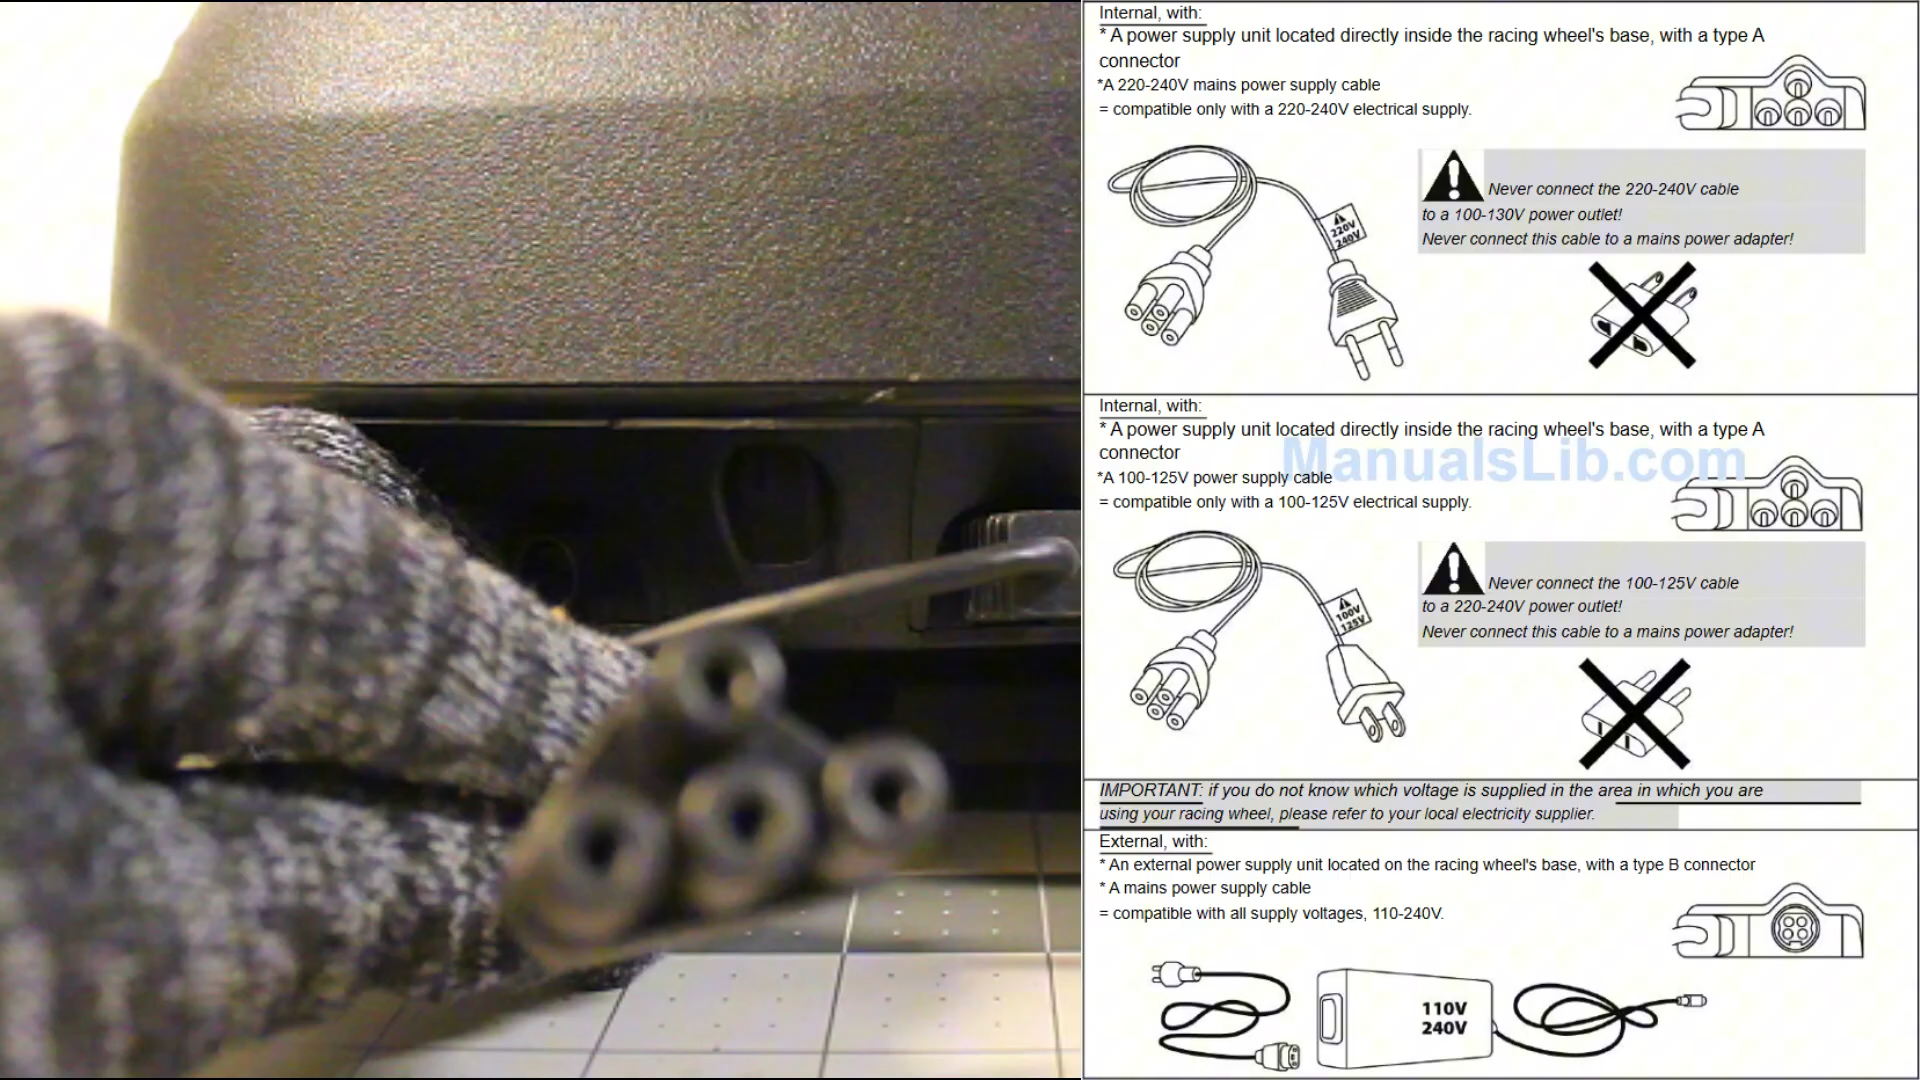 Internal, with:
* A power supply unit located directly inside the racing wheel's base, with a type A
connector
*A 220-240V mains power supply cable
= compatible only with a 220-240V electrical supply.
220V
240V
Never connect the 220-240V cable
to a 100-130V power outlet!
Never connect this cable to a mains power adapter!
Internal, with:
* A power supply unit located directly inside the racing wheel's base, with a type A
connector
ManualsLib.com
*A 100-125V power supply cable
= compatible only with a 100-125V electrical supply.
100V
125V
Never connect the 100-125V cable
to a 220-240V power outlet!
Never connect this cable to a mains power adapter!
IMPORTANT: if you do not know which voltage is supplied in the area in which you are
using your racing wheel, please refer to your local electricity supplier.
External, with:
* An external power supply unit located on the racing wheel's base, with a type B connector
* A mains power supply cable
= compatible with all supply voltages, 110-240V.
110V
240V